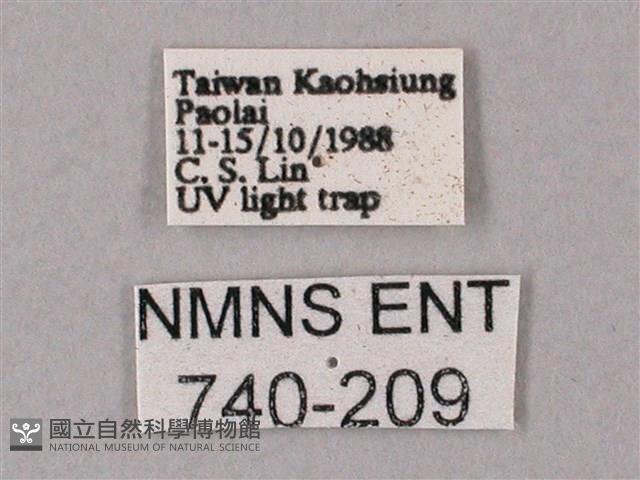 Taiwan Kaohsiung
Paolai
11-15/10/1988
C. S. Lin
UV light trap
NMNS ENT
740-209
國立自然科學博物館
NATIONAL MUSEUM OF NATURAL SCIENCE